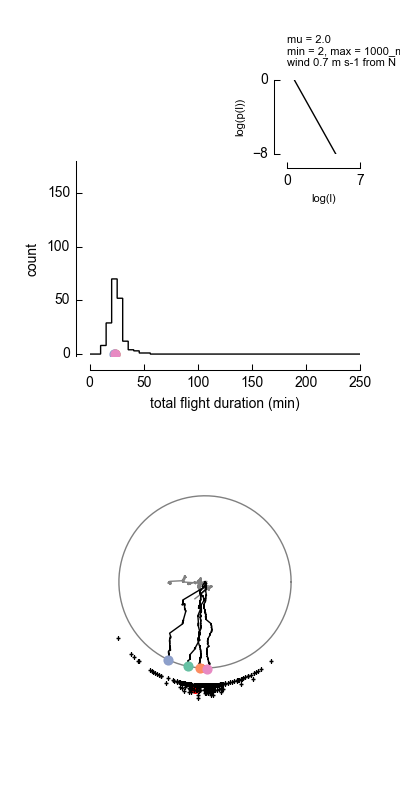 mu = 2.0
min = 2, max = 1000_m
wind 0.7 m s-1 from N
0
−8
log(p(l))
0 7
log(l)
150
100
50
0
count
0 50 100 150 200 250
total flight duration (min)